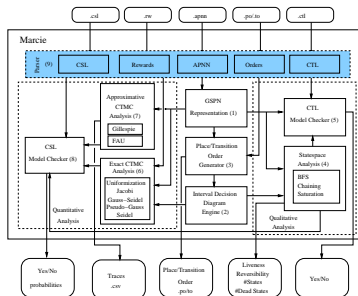 .csl
.rw
.apnn
.po/.to
.ctl
Marcie
Parser
(9)
CSL
Rewards
APNN
Orders
CTL
Approximative
CTMC
Analysis (7)
Gillespie
FAU
GSPN
Representation (1)
CTL
Model Checker (5)
CSL
Model Checker (8)
Place/Transition
Order
Generator (3)
Exact CTMC
Analysis (6)
Uniformization
Jacobi
Gauss-Seidel
Pseudo-Gauss
Seidel
Statespace
Analysis (4)
BFS
Chaining
Saturation
Interval Decision
Diagram
Engine (2)
Quantitative
Analysis
Qualitative
Analysis
Yes/No
probabilities
Traces
.csv
Place/Transition
Order
.po/to
Liveness
Reversibility
#States
#Dead States
Yes/No